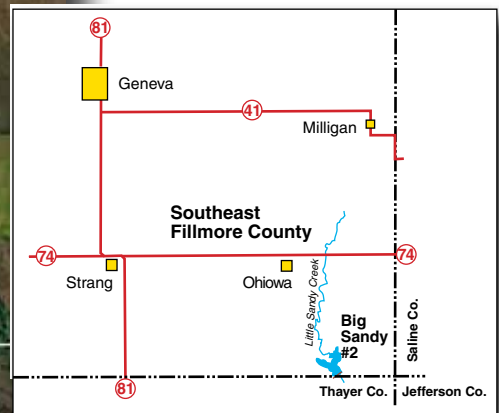 81
Geneva
41
Milligan
Southeast
Fillmore County
74
74
Strang
Ohiowa
Little Sandy Creek
Big
Sandy
#2
Saline Co.
81
Thayer Co.
Jefferson Co.